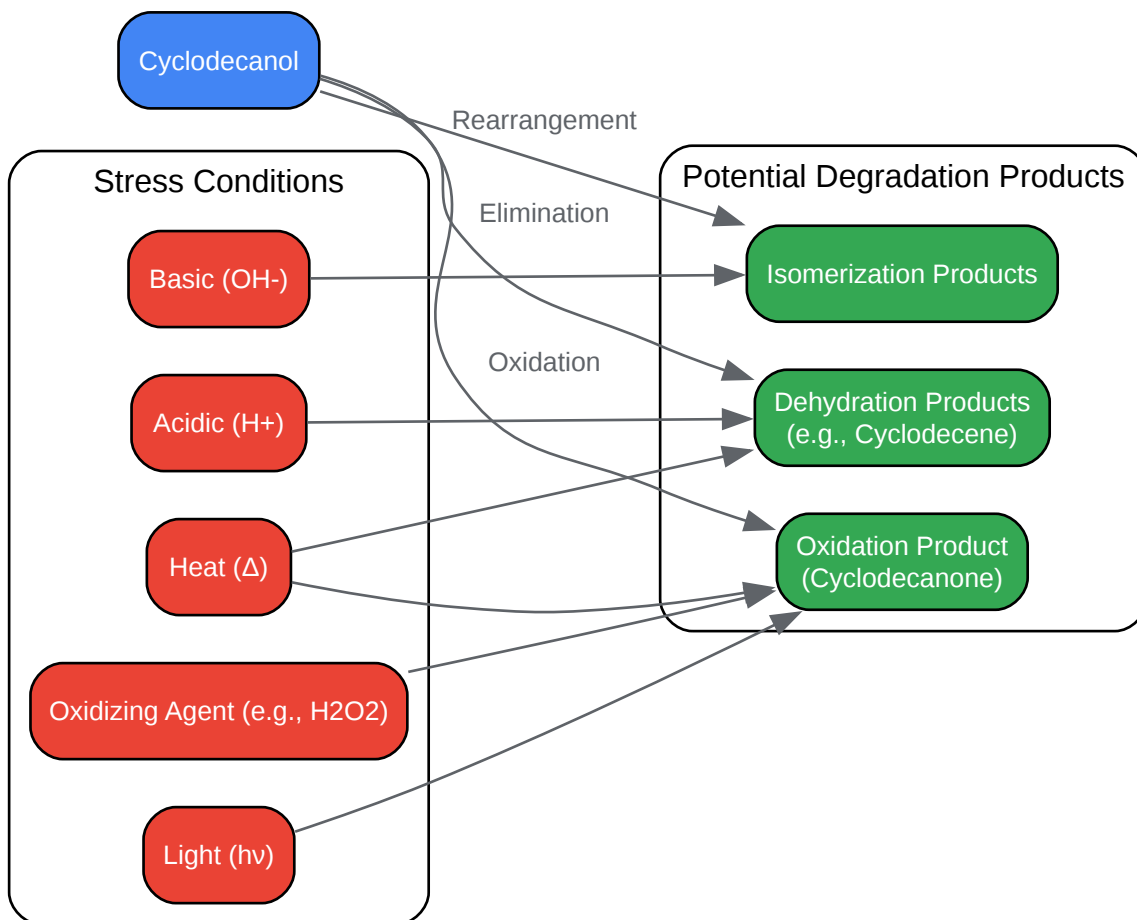 Cyclodecanol
Rearrangement
Elimination
Oxidation
Stress Conditions
Basic (OH-)
Acidic (H+)
Heat (Δ)
Oxidizing Agent (e.g., H2O2)
Light (hν)
Potential Degradation Products
Isomerization Products
Dehydration Products
(e.g., Cyclodecene)
Oxidation Product
(Cyclodecanone)